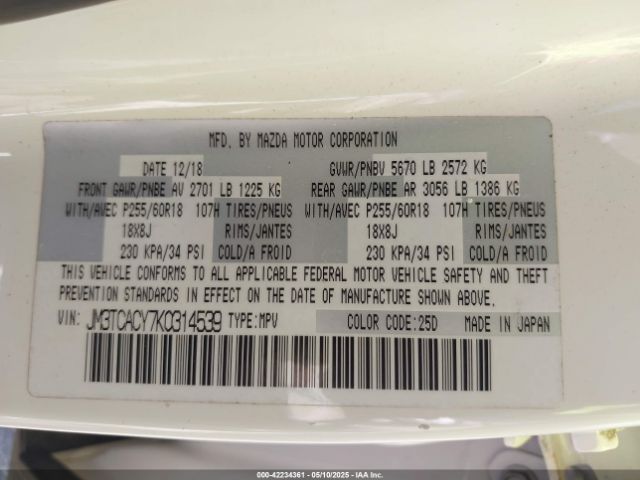 MFD. BY MAZDA MOTOR CORPORATION
DATE 12/18 GVWR/PNBV 5670 LB 2572 KG
FRONT GAWR/PNBE AV 2701 LB 1225 KG REAR GAWR/PNBE AR 3056 LB 1386 KG
WITH/AVEC P255/60R18 107H TIRES/PNEUS WITH/AVEC P255/60R18 107H TIRES/PNEUS
18X8J RIMS/JANTES 18X8J RIMS/JANTES
230 KPA/34 PSI COLD/A FROID 230 KPA/34 PSI COLD/A FROID
THIS VEHICLE CONFORMS TO ALL APPLICABLE FEDERAL MOTOR VEHICLE SAFETY AND THEFT
PREVENTION STANDARDS IN EFFECT ON THE DATE OF MANUFACTURE SHOWN ABOVE.
VIN: JM3TCACY7K0314539 TYPE:MPV COLOR CODE:25D MADE IN JAPAN
000-42234361 - 05/10/2025 - IAAI.COM